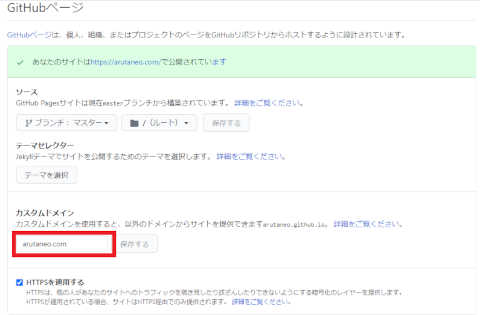 GitHubページ
GitHubページは、個人、組織、またはプロジェクトのページをGitHubリポジトリからホストするように設計されています。
あなたのサイトはhttps://arutaneo.com/で公開されています
ソース
GitHub Pagesサイトは現在masterブランチから構築されています。 詳細をご覧ください。
ブランチ： マスター
/（ルート）
保存する
テーマセレクター
Jekyllテーマでサイトを公開するためのテーマを選択します。 詳細をご覧ください。
テーマを選択
カスタムドメイン
カスタムドメインを使用すると、以外のドメインからサイトを提供できますarutaneo.github.io。 詳細をご覧ください。
arutaneo.com
保存する
HTTPSを適用する
HTTPSは、他の人があなたのサイトへのトラフィックを覗き見したり改ざんしたりできないようにする暗号化のレイヤーを提供します。
HTTPSが適用されている場合、サイトはHTTPS経由でのみ提供されます。 詳細をご覧ください。